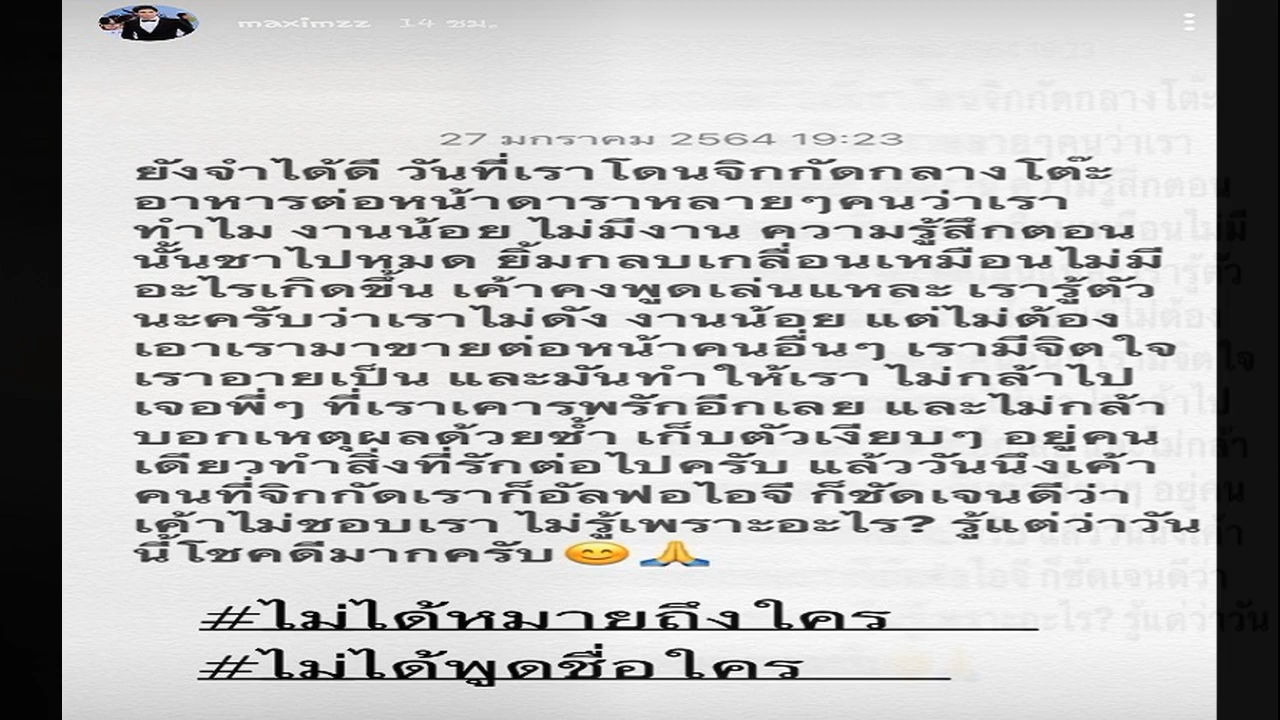 maximzz 14 ชม.
27 มกราคม 2564 19:23
ยังจำได้ดี วันที่เราโดนจิกกัดกลางโต๊ะ
อาหารต่อหน้าดาราหลายๆคนว่าเรา
ทำไม งานน้อย ไม่มีงาน ความรู้สึกตอน
นั้นชาไปหมด ยิ้มกลบเกลื่อนเหมือนไม่มี
อะไรเกิดขึ้น เค้าคงพูดเล่นแหละ เรารู้ตัว
นะครับว่าเราไม่ดัง งานน้อย แต่ไม่ต้อง
เอาเรามาขายต่อหน้าคนอื่นๆ เรามีจิตใจ
เราอายเป็น และมันทำให้เรา ไม่กล้าไป
เจอพี่ๆ ที่เราเคารพรักอีกเลย และไม่กล้า
บอกเหตุผลด้วยซ้ำ เก็บตัวเงียบๆ อยู่คน
เดียวทำสิ่งที่รักต่อไปครับ แล้ววันนึงเค้า
คนที่จิกกัดเราก็อัลฟอไอจี ก็ชัดเจนดีว่า
เค้าไม่ชอบเรา ไม่รู้เพราะอะไร? รู้แต่ว่าวัน
นี้โชคดีมากครับ😊🙏
#ไม่ได้หมายถึงใคร
#ไม่ได้พูดชื่อใคร